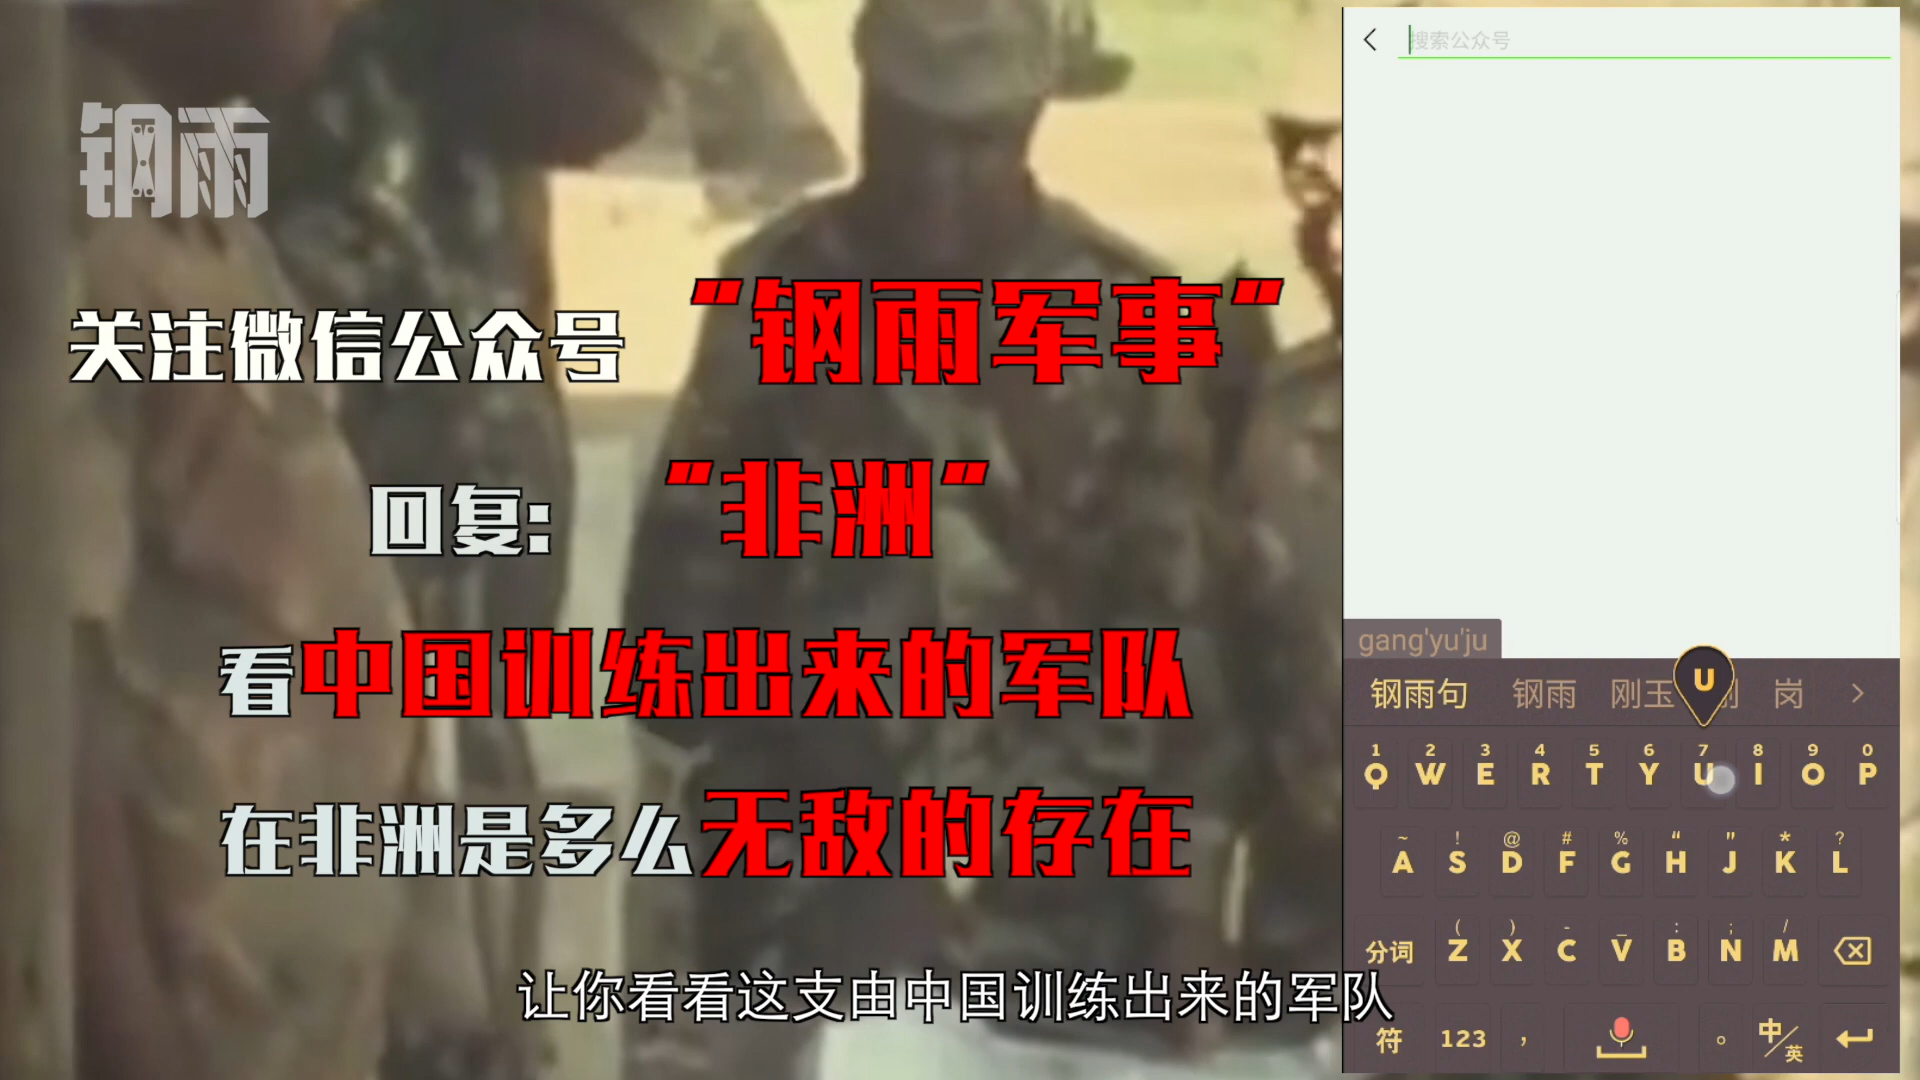 钢雨
关注微信公众号 “钢雨军事”
回复: “非洲”
看中国训练出来的军队
在非洲是多么无敌的存在
让你看看这支由中国训练出来的军队
搜索公众号
gang'yu'ju
钢雨句 钢雨 刚玉 岗
U
1 2 3 4 5 6 7 8 9 0
Q W E R T Y U I O P
~ ! @ # % “ " * ?
A S D F G H J K L
( ) - _ : ; /
分词 Z X C V B N M
符 123 , 。 中/英